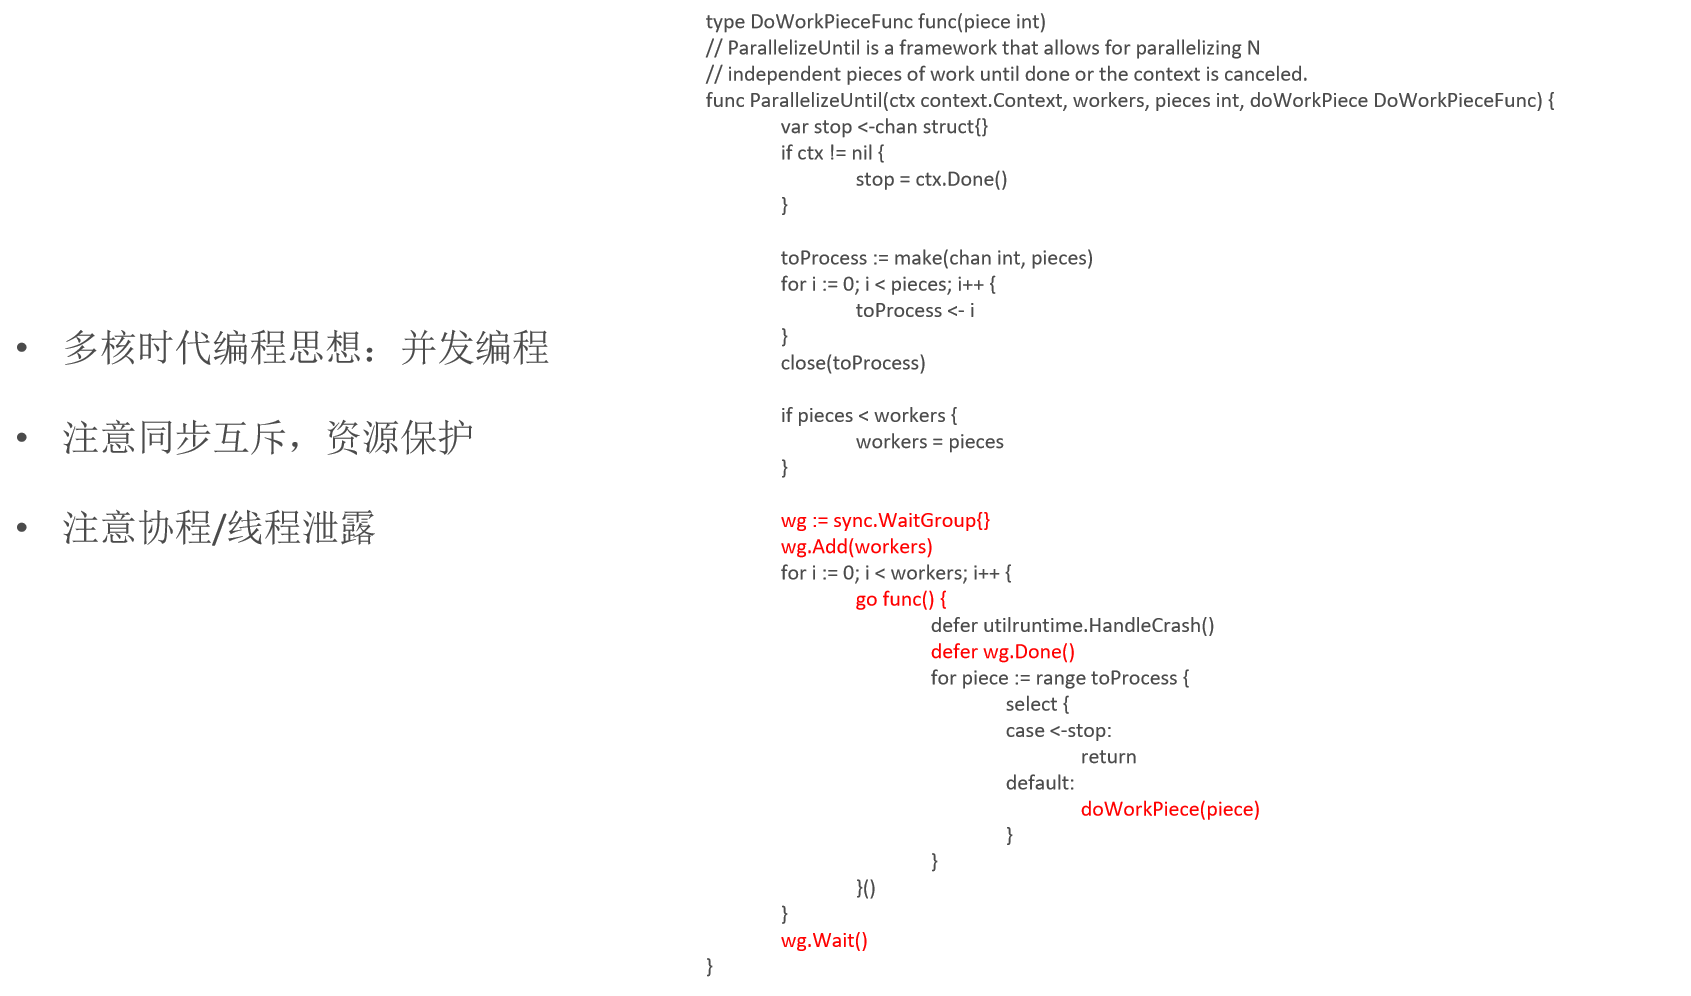 • 多核时代编程思想：并发编程
• 注意同步互斥，资源保护
• 注意协程/线程泄露
type DoWorkPieceFunc func(piece int)
// ParallelizeUntil is a framework that allows for parallelizing N
// independent pieces of work until done or the context is canceled.
func ParallelizeUntil(ctx context.Context, workers, pieces int, doWorkPiece DoWorkPieceFunc) {
var stop <-chan struct{}
if ctx != nil {
stop = ctx.Done()
}
toProcess := make(chan int, pieces)
for i := 0; i < pieces; i++ {
toProcess <- i
}
close(toProcess)
if pieces < workers {
workers = pieces
}
wg := sync.WaitGroup{}
wg.Add(workers)
for i := 0; i < workers; i++ {
go func() {
defer utilruntime.HandleCrash()
defer wg.Done()
for piece := range toProcess {
select {
case <-stop:
return
default:
doWorkPiece(piece)
}
}
}()
}
wg.Wait()
}